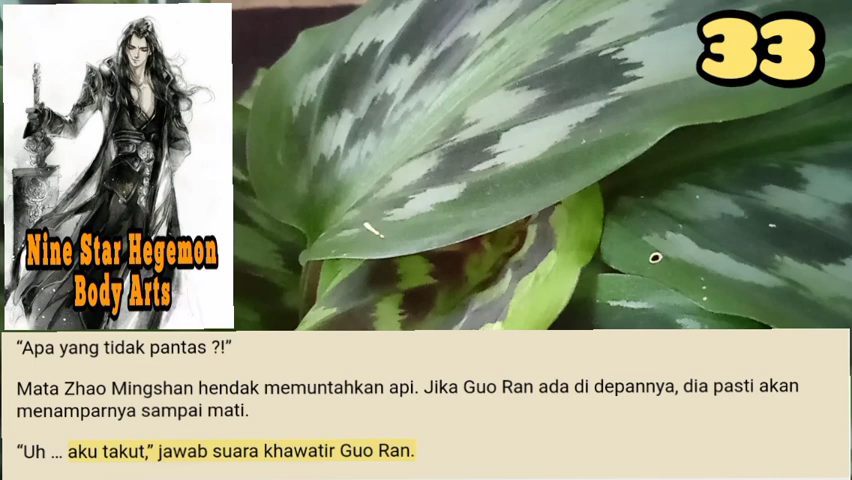 33
Nine Star Hegemon
Body Arts
“Apa yang tidak pantas ?!”
Mata Zhao Mingshan hendak memuntahkan api. Jika Guo Ran ada di depannya, dia pasti akan
menamparnya sampai mati.
“Uh ... aku takut,” jawab suara khawatir Guo Ran.